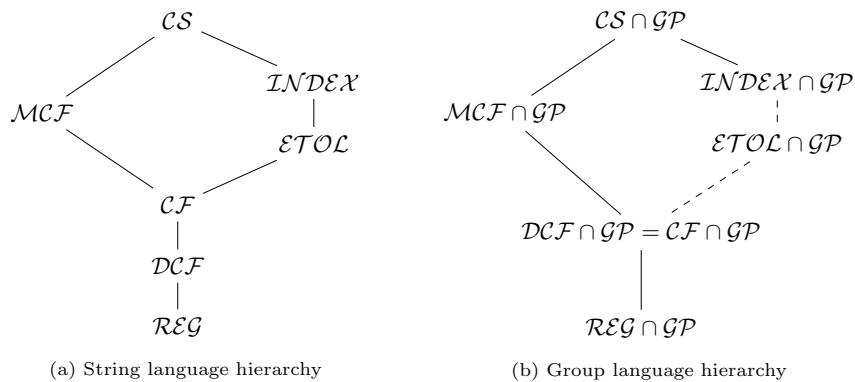 𝒞𝒮
ℐ𝒩𝒟ℰ𝒳
ℳ𝒞ℱ
ℰ𝒯𝒪ℒ
𝒞ℱ
𝒟𝒞ℱ
ℛℰ𝒢
(a) String language hierarchy
𝒞𝒮 ∩ 𝒢𝒫
ℐ𝒩𝒟ℰ𝒳 ∩ 𝒢𝒫
ℳ𝒞ℱ ∩ 𝒢𝒫
ℰ𝒯𝒪ℒ ∩ 𝒢𝒫
𝒟𝒞ℱ ∩ 𝒢𝒫 = 𝒞ℱ ∩ 𝒢𝒫
ℛℰ𝒢 ∩ 𝒢𝒫
(b) Group language hierarchy